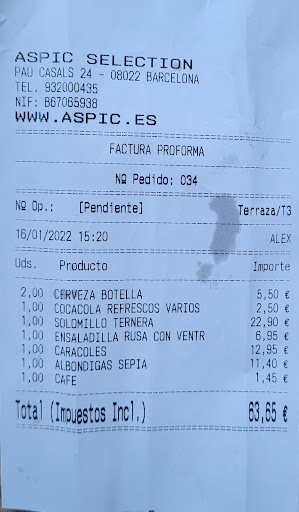 ASPIC SELECTION
PAU CASALS 24 - 08022 BARCELONA
TEL. 932000435
NIF: B67065938
WWW.ASPIC.ES
FACTURA PROFORMA
Nº Pedido: 034
Nº Op.: [Pendiente] Terraza/T3
16/01/2022 15:20 ALEX
Uds. Producto Importe
2,00 CERVEZA BOTELLA 5,50 €
1,00 COCACOLA REFRESCOS VARIOS 2,50 €
1,00 SOLOMILLO TERNERA 22,90 €
1,00 ENSALADILLA RUSA CON VENTR 6,95 €
1,00 CARACOLES 12,95 €
1,00 ALBONDIGAS SEPIA 11,40 €
1,00 CAFE 1,45 €
Total (Impuestos Incl.) 63,65 €